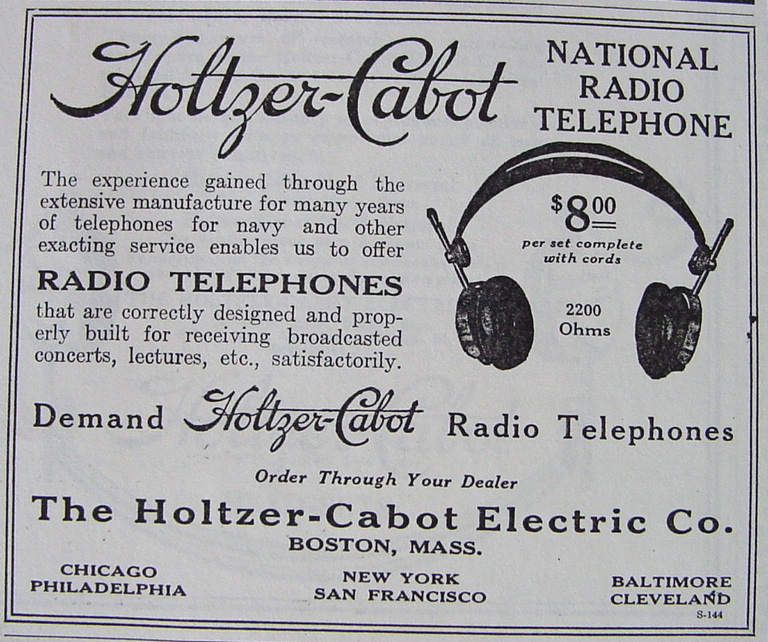 Holtzer-Cabot
NATIONAL
RADIO
TELEPHONE
The experience gained through the
extensive manufacture for many years
of telephones for navy and other
exacting service enables us to offer
RADIO TELEPHONES
that are correctly designed and prop-
erly built for receiving broadcasted
concerts, lectures, etc., satisfactorily.
$8.00
per set complete
with cords
2200
Ohms
Demand Holtzer-Cabot Radio Telephones
Order Through Your Dealer
The Holtzer-Cabot Electric Co.
BOSTON, MASS.
CHICAGO
PHILADELPHIA
NEW YORK
SAN FRANCISCO
BALTIMORE
CLEVELAND
S-144